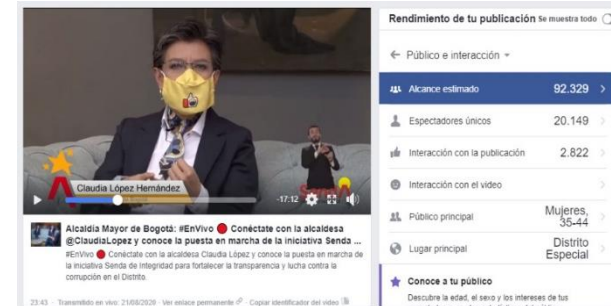 Claudia López Hernández
-17:12
Alcaldía Mayor de Bogotá: #EnVivo 🔴 Conéctate con la alcaldesa
@ClaudiaLopez y conoce la puesta en marcha de la iniciativa Senda ...
#EnVivo 🔴 Conéctate con la alcaldesa Claudia López y conoce la puesta en marcha de
la iniciativa Senda de Integridad para fortalecer la transparencia y lucha contra la
corrupción en el Distrito.
23:43 · Transmitido en vivo: 21/08/2020 · Ver enlace permanente · Copiar identificador del video
Rendimiento de tu publicación Se muestra todo
Público e interacción
Alcance estimado 92.329
Espectadores únicos 20.149
Interacción con la publicación 2.822
Interacción con el video
Público principal Mujeres,
35-44
Lugar principal Distrito
Especial
Conoce a tu público
Descubre la edad, el sexo y los intereses de tus